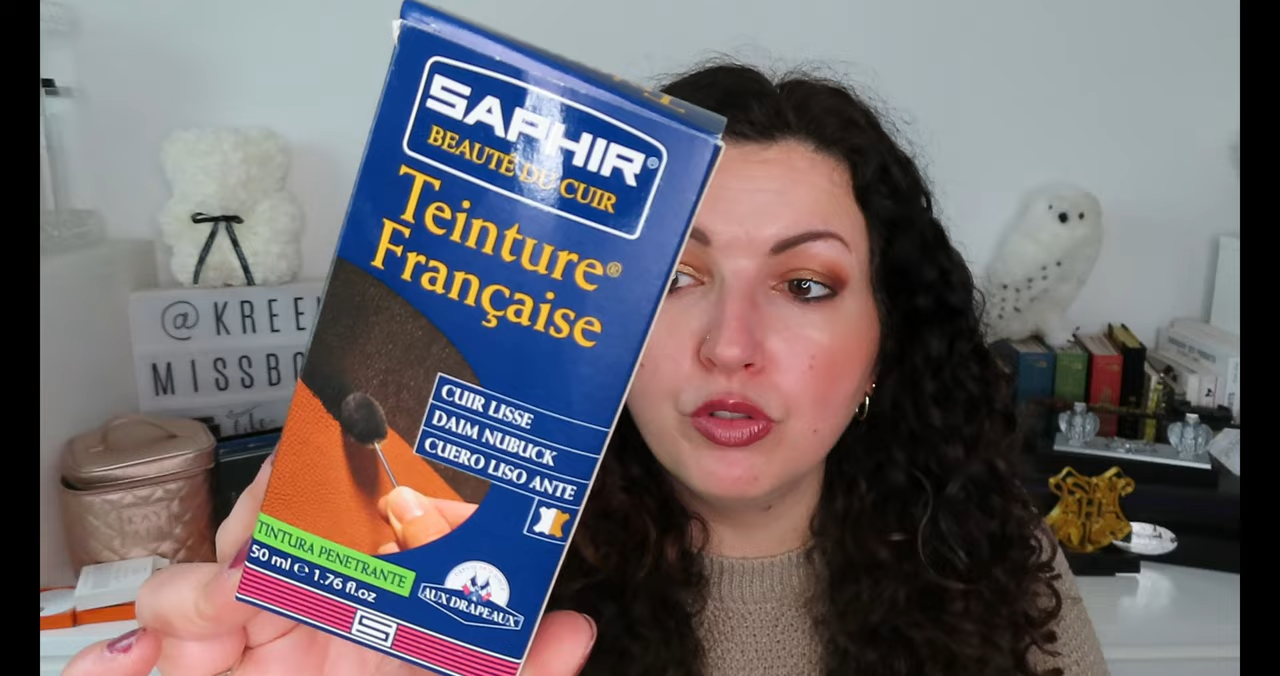 SAPHIR®
BEAUTÉ DU CUIR
Teinture®
Française
CUIR LISSE
DAIM NUBUCK
CUERO LISO ANTE
TINTURA PENETRANTE
50 ml e 1.76 fl.oz
AUX DRAPEAUX
@KREE
MISSBO